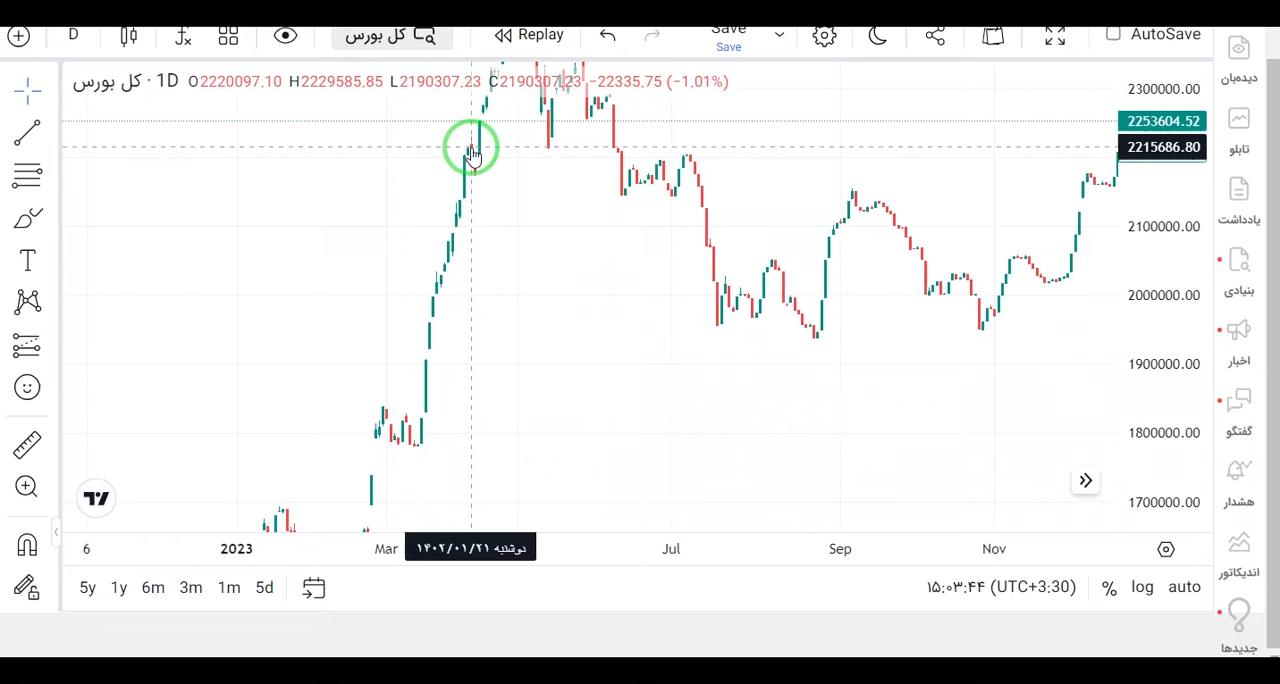 D
کل بورس
Replay
Save
Save
AutoSave
کل بورس · 1D O2220097.10 H2229585.85 L2190307.23 C2190307.23 −22335.75 (−1.01%)
2300000.00
2253604.52
2215686.80
2100000.00
2000000.00
1900000.00
1800000.00
1700000.00
6
2023
Mar
دوشنبه ۱۴۰۲/۰۱/۲۱
Jul
Sep
Nov
5y 1y 6m 3m 1m 5d
۱۵:۰۳:۴۴ (UTC+3:30)
%
log
auto
دیده‌بان
تابلو
یادداشت
بنیادی
اخبار
گفتگو
هشدار
اندیکاتور
جدیدها